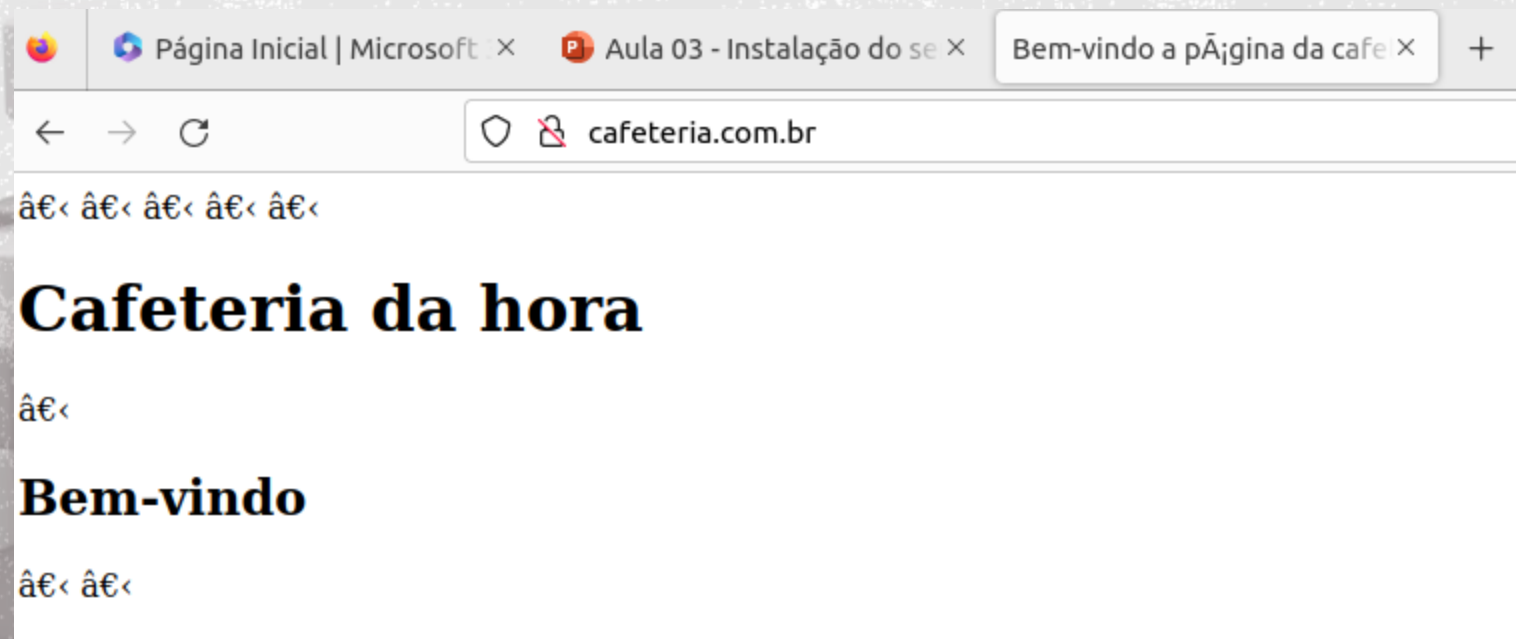 Página Inicial | Microsoft
Aula 03 - Instalação do se
Bem-vindo a pÃ¡gina da cafe
cafeteria.com.br
â€‹ â€‹ â€‹ â€‹ â€‹
Cafeteria da hora
â€‹
Bem-vindo
â€‹ â€‹